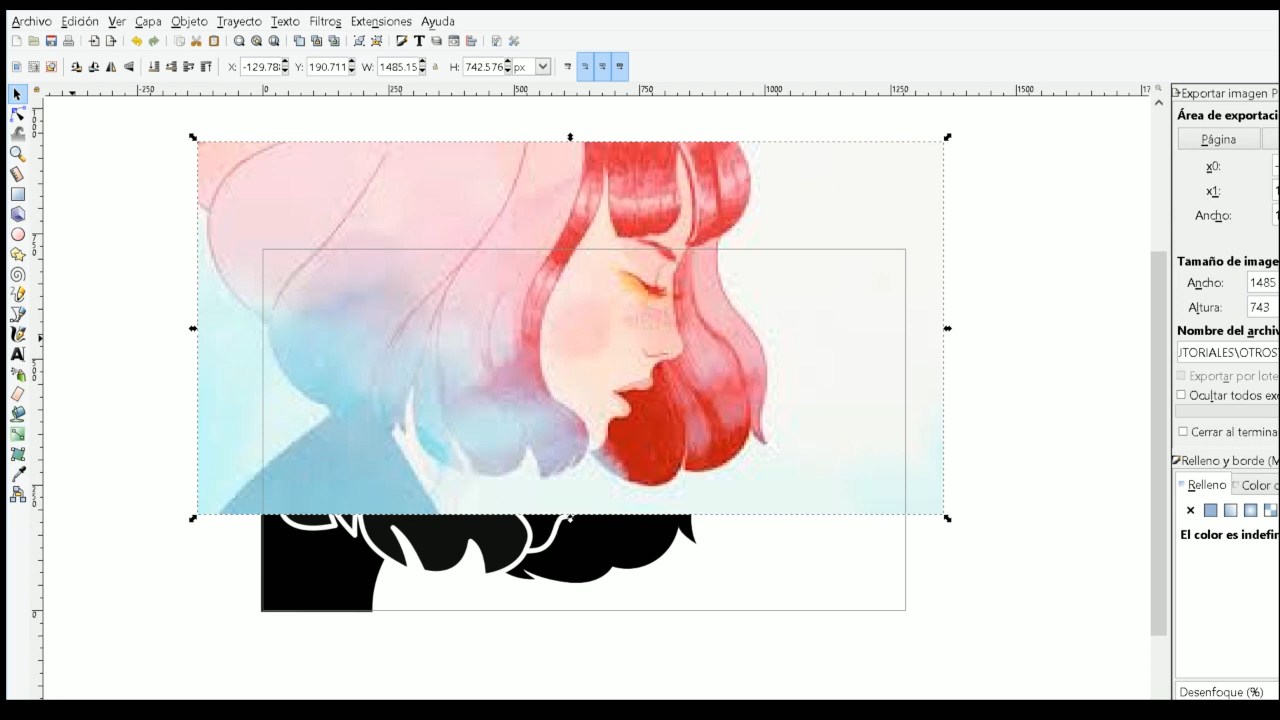 Archivo Edición Ver Capa Objeto Trayecto Texto Filtros Extensiones Ayuda
X: -129.78 Y: 190.711 W: 1485.15 H: 742.576 px
-250 0 250 500 750 1000 1250 1500 17
Exportar imagen P
Área de exportaci
Página
x0:
x1:
Ancho:
Tamaño de image
Ancho: 1485
Altura: 743
Nombre del archiv
JTORIALES\OTROS
Exportar por lote
Ocultar todos exc
Cerrar al termina
Relleno y borde (M
Relleno Color d
El color es indefin
Desenfoque (%)